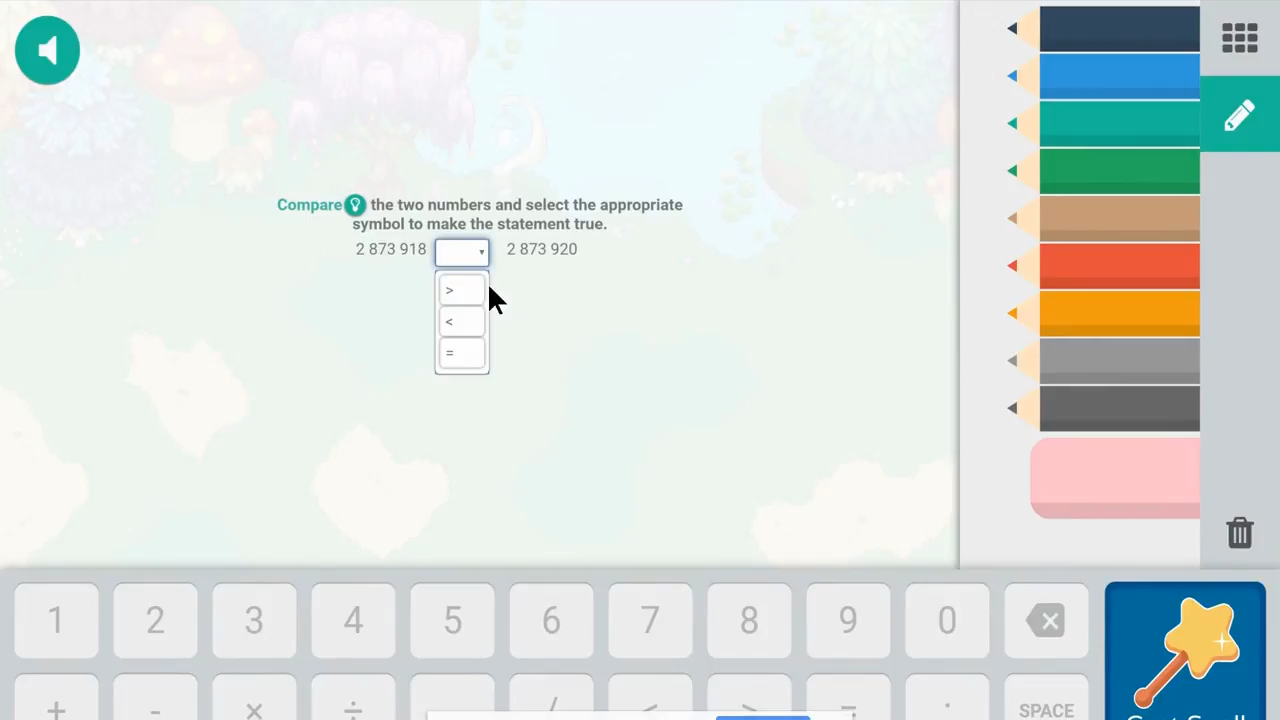 Compare the two numbers and select the appropriate
symbol to make the statement true.
2 873 918 2 873 920
>
<
=
1 2 3 4 5 6 7 8 9 0
+ - × ÷ / < > = . SPACE